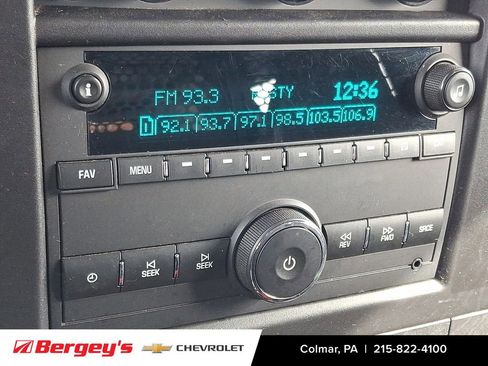 FM 93.3 12:36
92.1 93.7 97.1 98.5 103.5 106.9
FAV MENU
REV FWD SRCE
SEEK SEEK
Bergey's CHEVROLET Colmar, PA | 215-822-4100